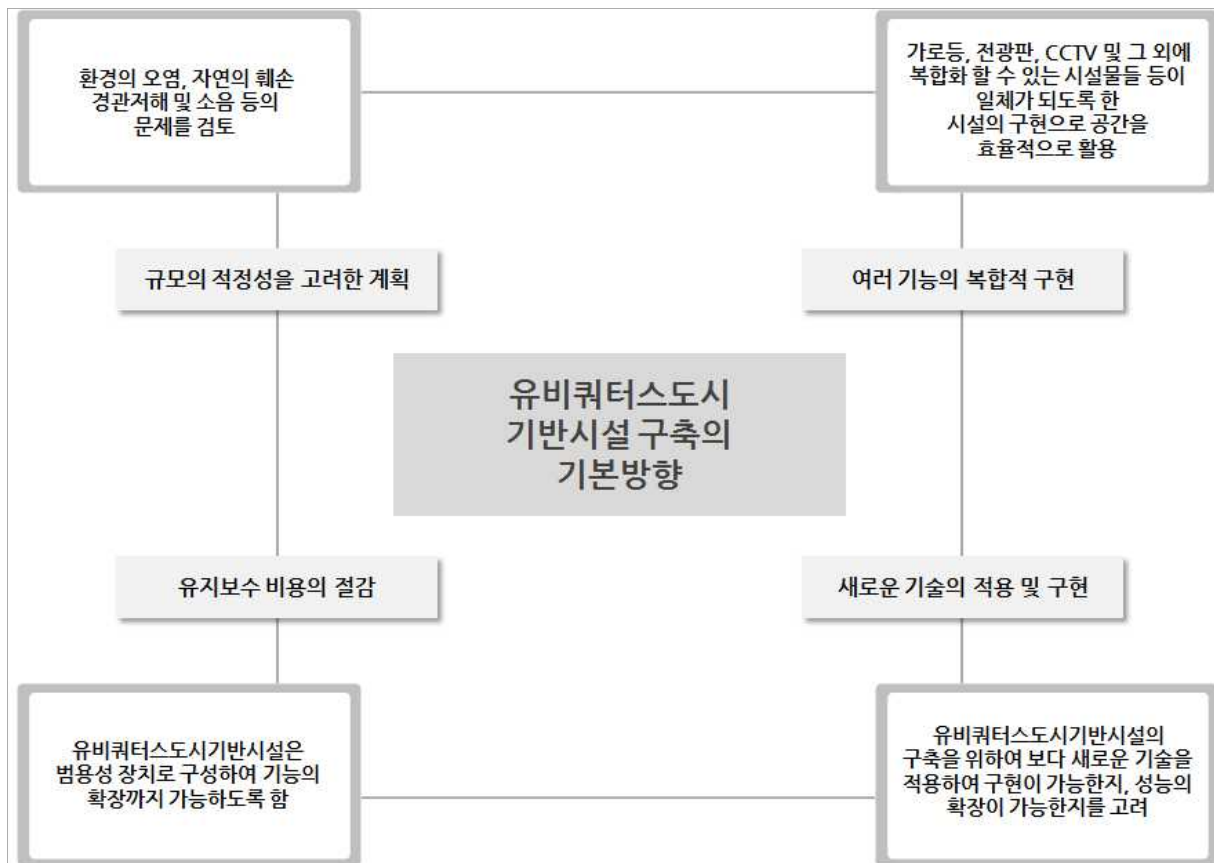 환경의 오염, 자연의 훼손
경관저해 및 소음 등의
문제를 검토
가로등, 전광판, CCTV 및 그 외에
복합화 할 수 있는 시설물들 등이
일체가 되도록 한
시설의 구현으로 공간을
효율적으로 활용
규모의 적정성을 고려한 계획
여러 기능의 복합적 구현
유비쿼터스도시
기반시설 구축의
기본방향
유지보수 비용의 절감
새로운 기술의 적용 및 구현
유비쿼터스도시기반시설은
범용성 장치로 구성하여 기능의
확장까지 가능하도록 함
유비쿼터스도시기반시설의
구축을 위하여 보다 새로운 기술을
적용하여 구현이 가능한지, 성능의
확장이 가능한지를 고려